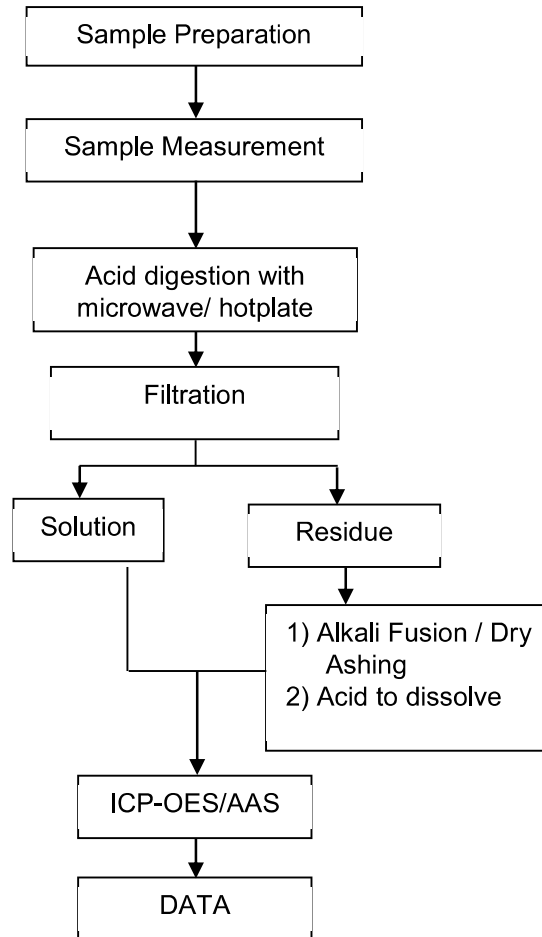 Sample Preparation
Sample Measurement
Acid digestion with
microwave/ hotplate
Filtration
Solution
Residue
1) Alkali Fusion / Dry
Ashing
2) Acid to dissolve
ICP-OES/AAS
DATA